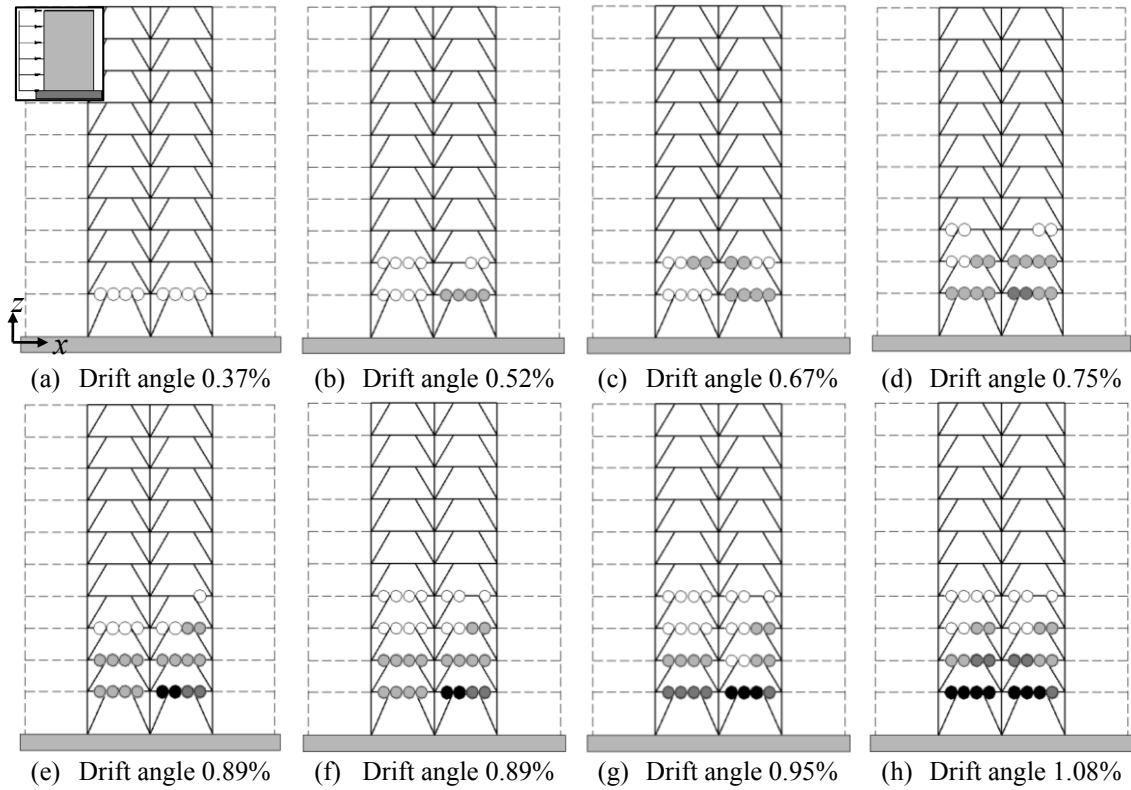 z
x
(a) Drift angle 0.37%
(b) Drift angle 0.52%
(c) Drift angle 0.67%
(d) Drift angle 0.75%
(e) Drift angle 0.89%
(f) Drift angle 0.89%
(g) Drift angle 0.95%
(h) Drift angle 1.08%